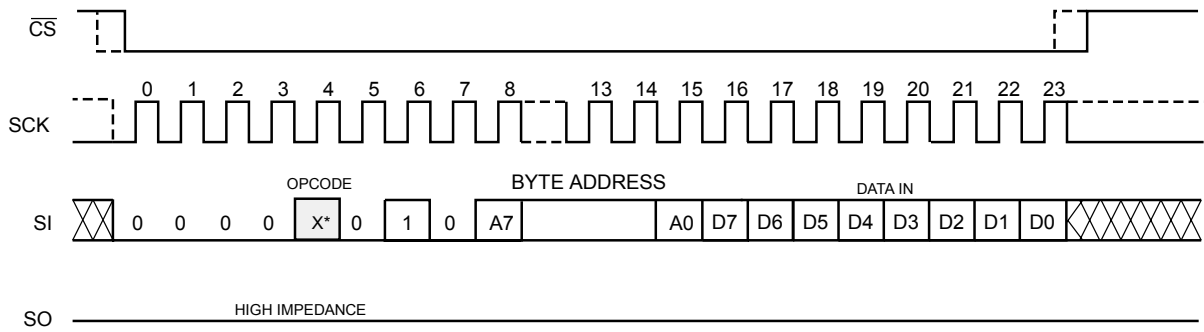 CS
0 1 2 3 4 5 6 7 8 13 14 15 16 17 18 19 20 21 22 23
SCK
OPCODE BYTE ADDRESS DATA IN
SI 0 0 0 0 X* 0 1 0 A7 A0 D7 D6 D5 D4 D3 D2 D1 D0
HIGH IMPEDANCE
SO